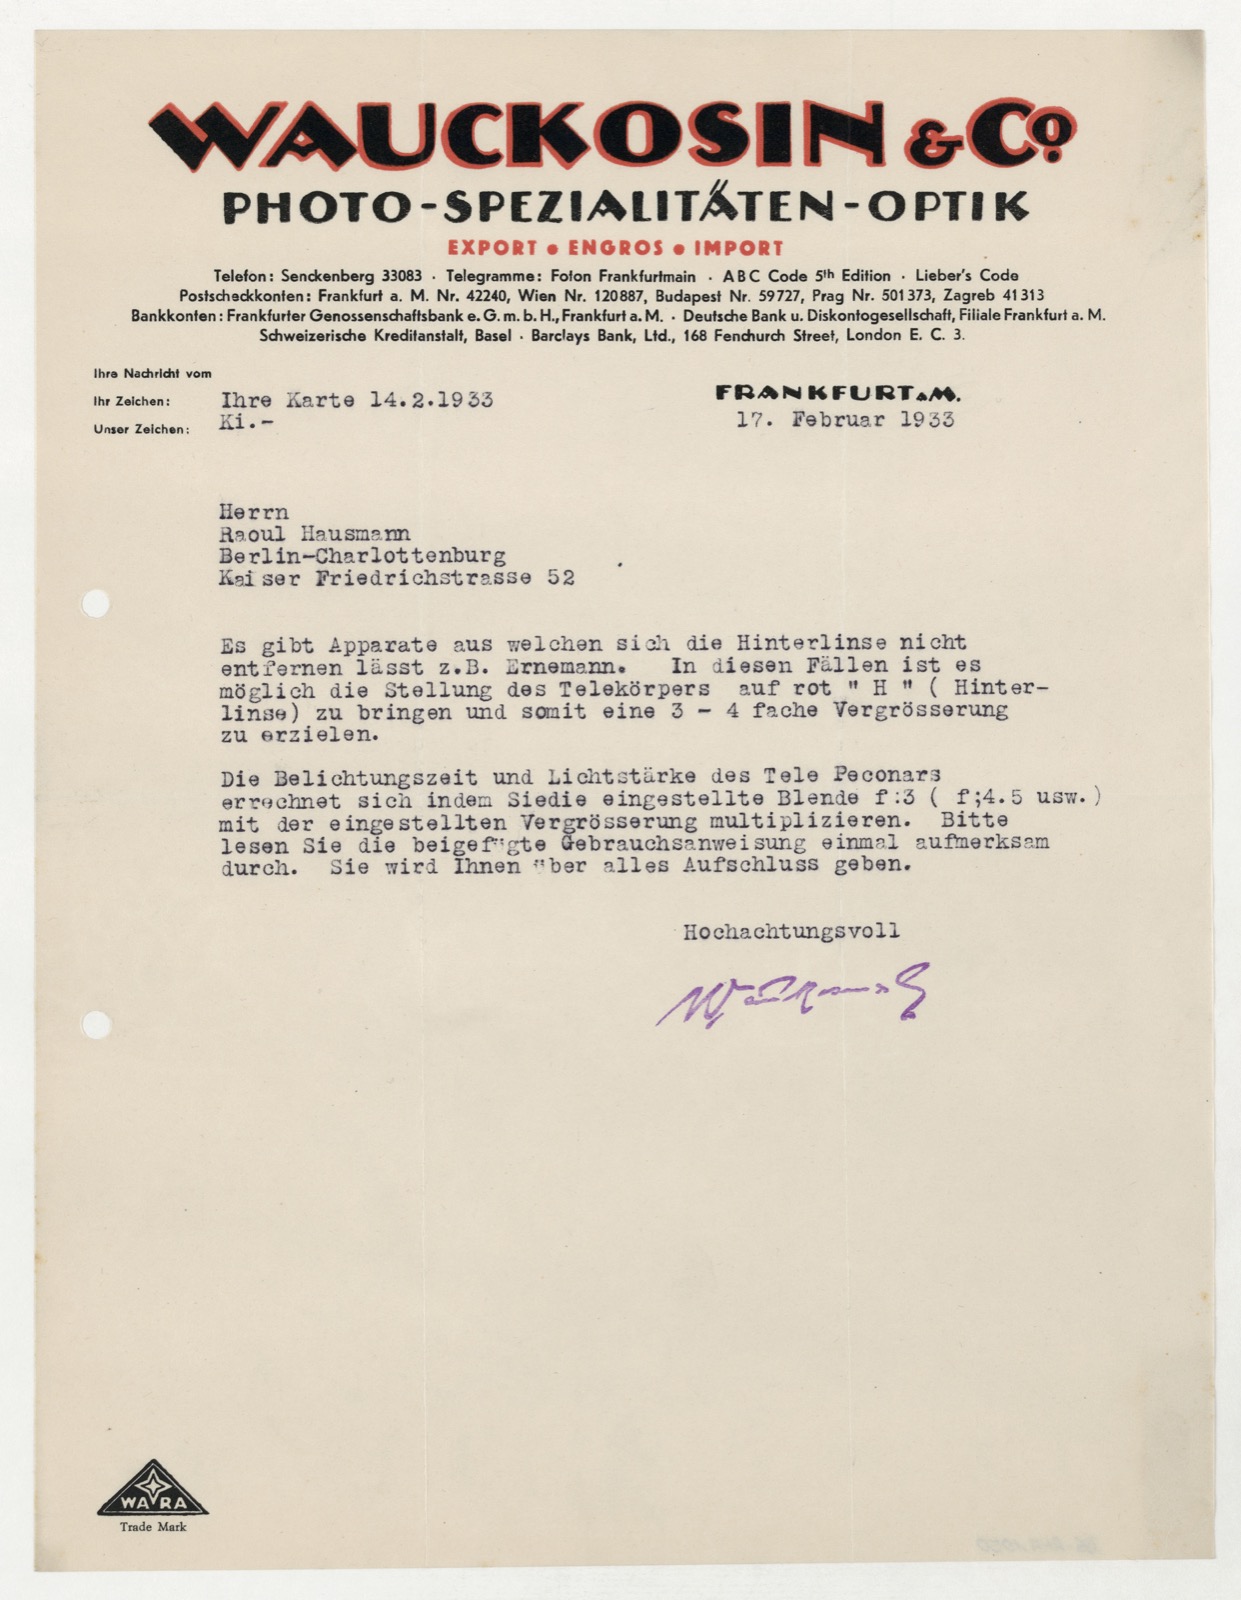 WAUCKOSIN & Co.
PHOTO-SPEZIALITÄTEN-OPTIK
EXPORT • ENGROS • IMPORT
Telefon: Senckenberg 33083 · Telegramme: Foton Frankfurtmain · ABC Code 5th Edition · Lieber's Code
Postscheckkonten: Frankfurt a. M. Nr. 42240, Wien Nr. 120887, Budapest Nr. 59727, Prag Nr. 501373, Zagreb 41313
Bankkonten: Frankfurter Genossenschaftsbank e. G. m. b. H., Frankfurt a. M. · Deutsche Bank u. Diskontogesellschaft, Filiale Frankfurt a. M.
Schweizerische Kreditanstalt, Basel · Barclays Bank, Ltd., 168 Fenchurch Street, London E. C. 3.
Ihre Nachricht vom
Ihr Zeichen: Ihre Karte 14.2.1933
Unser Zeichen: Ki.-
FRANKFURT a. M.
17. Februar 1933
Herrn
Raoul Hausmann
Berlin-Charlottenburg
Kaiser Friedrichstrasse 52
Es gibt Apparate aus welchen sich die Hinterlinse nicht
entfernen lässt z.B. Ernemann. In diesen Fällen ist es
möglich die Stellung des Telekörpers auf rot " H " ( Hinter-
linse) zu bringen und somit eine 3 - 4 fache Vergrösserung
zu erzielen.
Die Belichtungszeit und Lichtstärke des Tele Peconars
errechnet sich indem Siedie eingestellte Blende f:3 ( f;4.5 usw. )
mit der eingestellten Vergrösserung multiplizieren. Bitte
lesen Sie die beigefügte Gebrauchsanweisung einmal aufmerksam
durch. Sie wird Ihnen über alles Aufschluss geben.
Hochachtungsvoll
WARA
Trade Mark